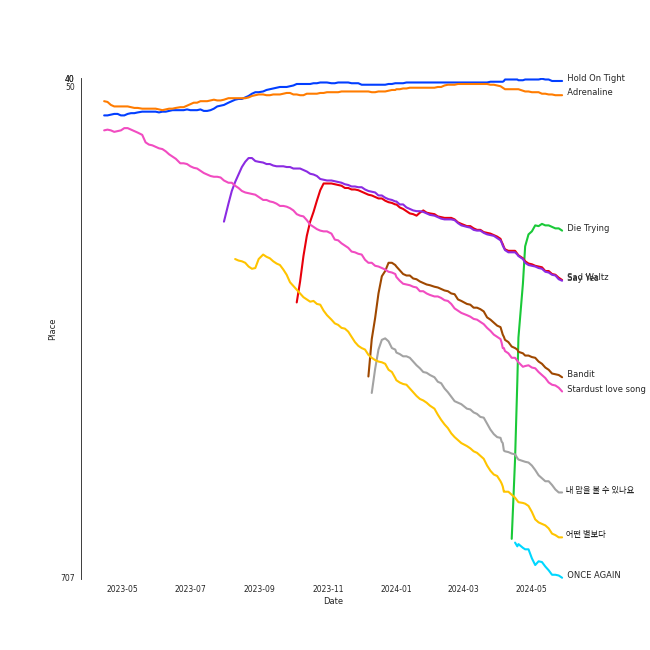 40
50
Hold On Tight
Adrenaline
Die Trying
Say Yes
Bandit
Stardust love song
내 맘을 볼 수 있나요
어떤 별보다
ONCE AGAIN
707
Place
2023-05
2023-07
2023-09
2023-11
2024-01
2024-03
2024-05
Date